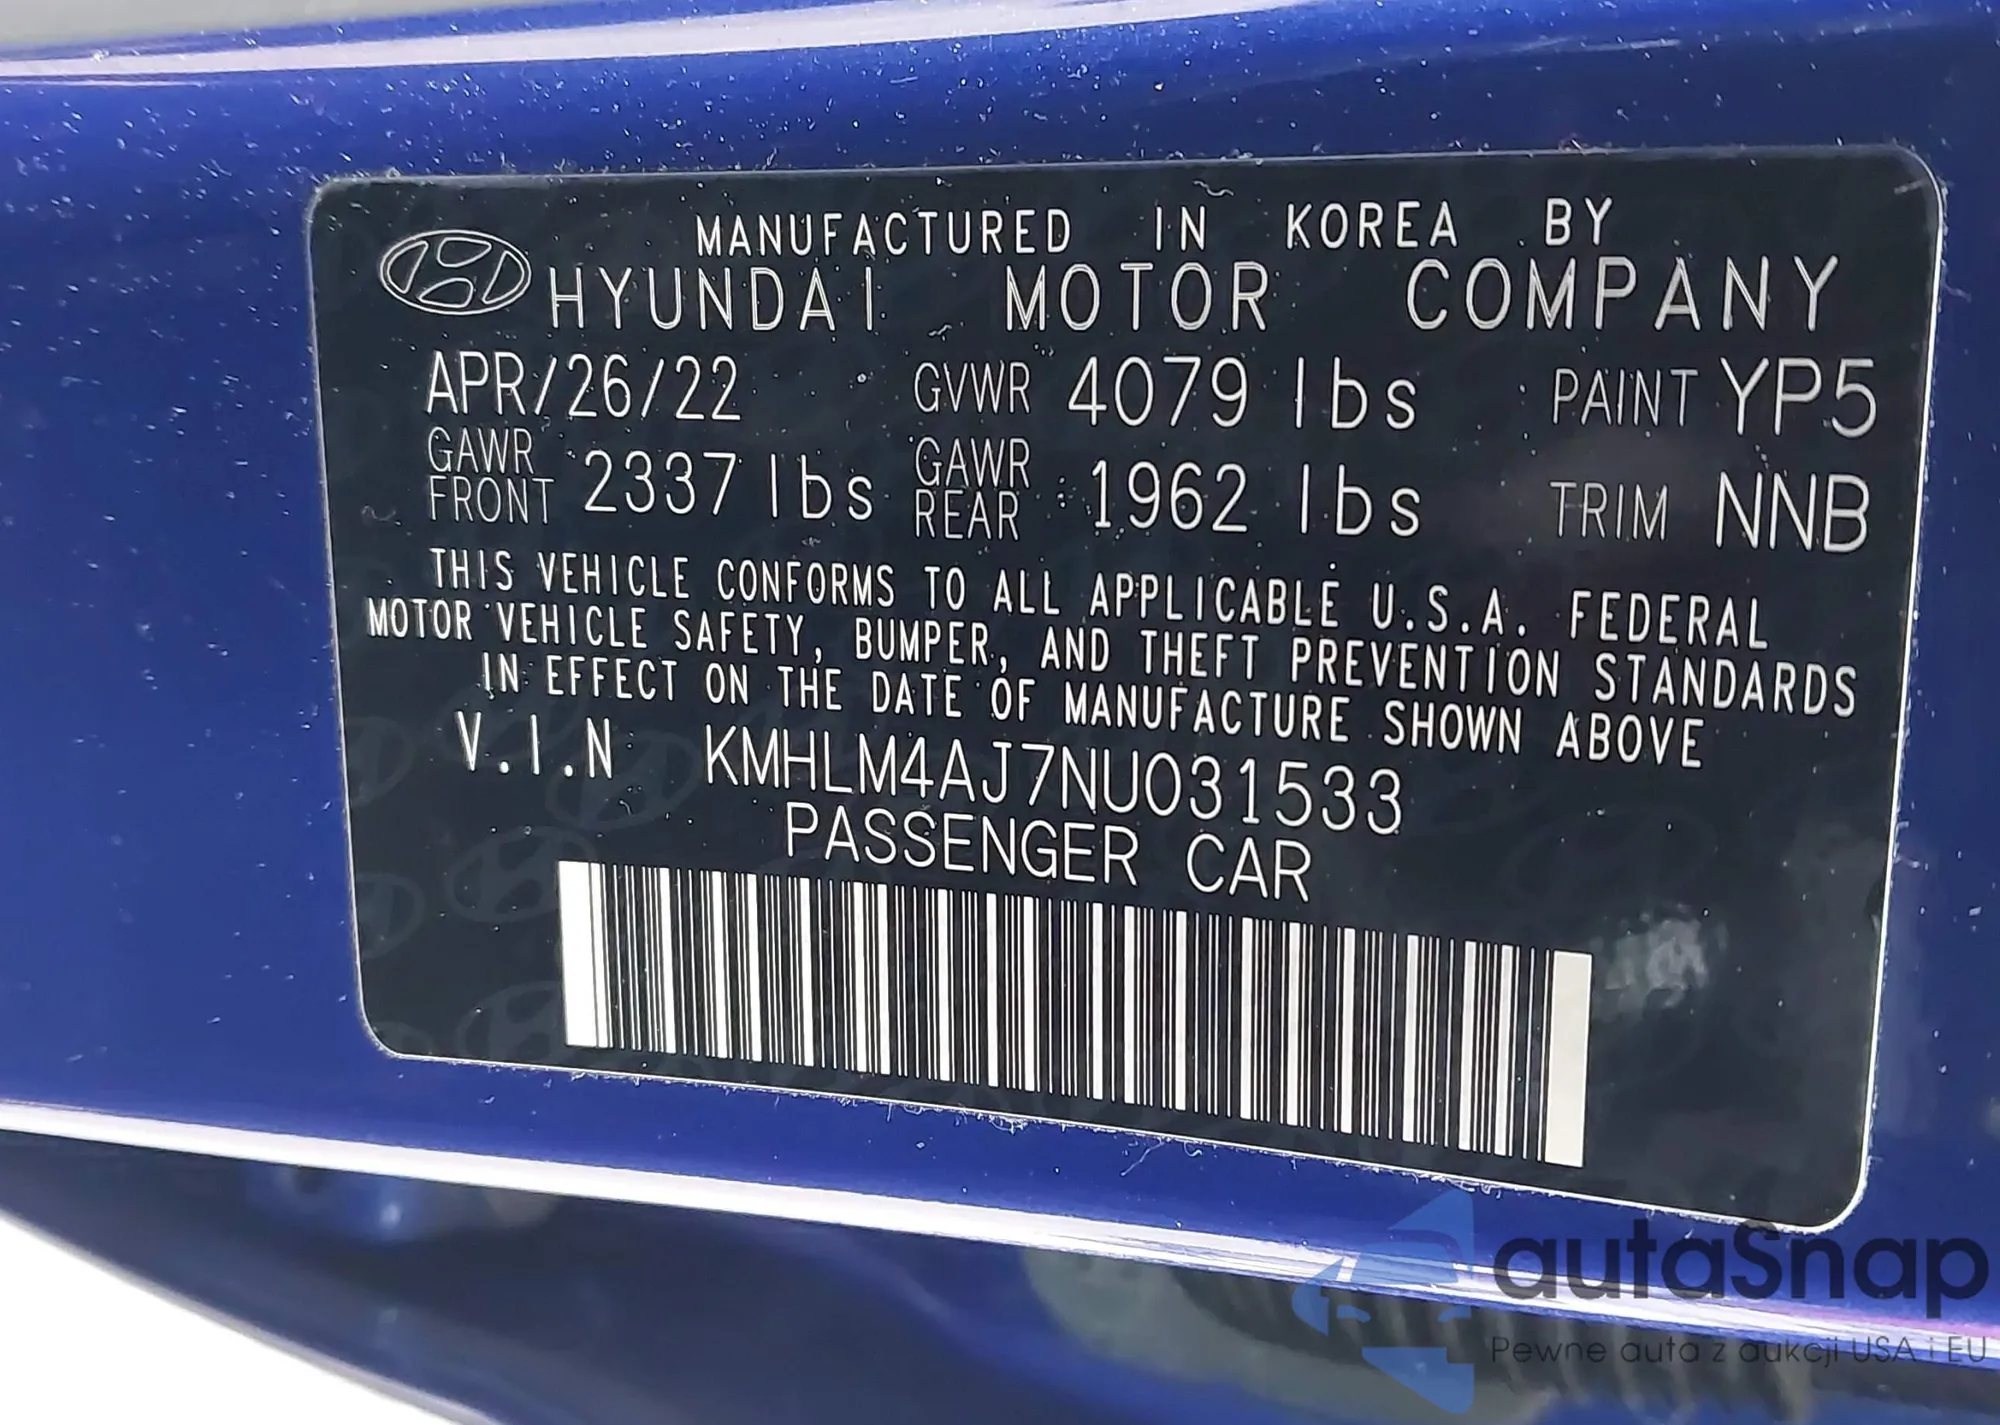 MANUFACTURED IN KOREA BY
HYUNDAI MOTOR COMPANY
APR/26/22 GVWR 4079 lbs PAINT YP5
GAWR FRONT 2337 lbs GAWR REAR 1962 lbs TRIM NNB
THIS VEHICLE CONFORMS TO ALL APPLICABLE U.S.A. FEDERAL
MOTOR VEHICLE SAFETY, BUMPER, AND THEFT PREVENTION STANDARDS
IN EFFECT ON THE DATE OF MANUFACTURE SHOWN ABOVE
V.I.N KMHLM4AJ7NU031533
PASSENGER CAR
autaSnap
Pewne auta z aukcji USA i EU